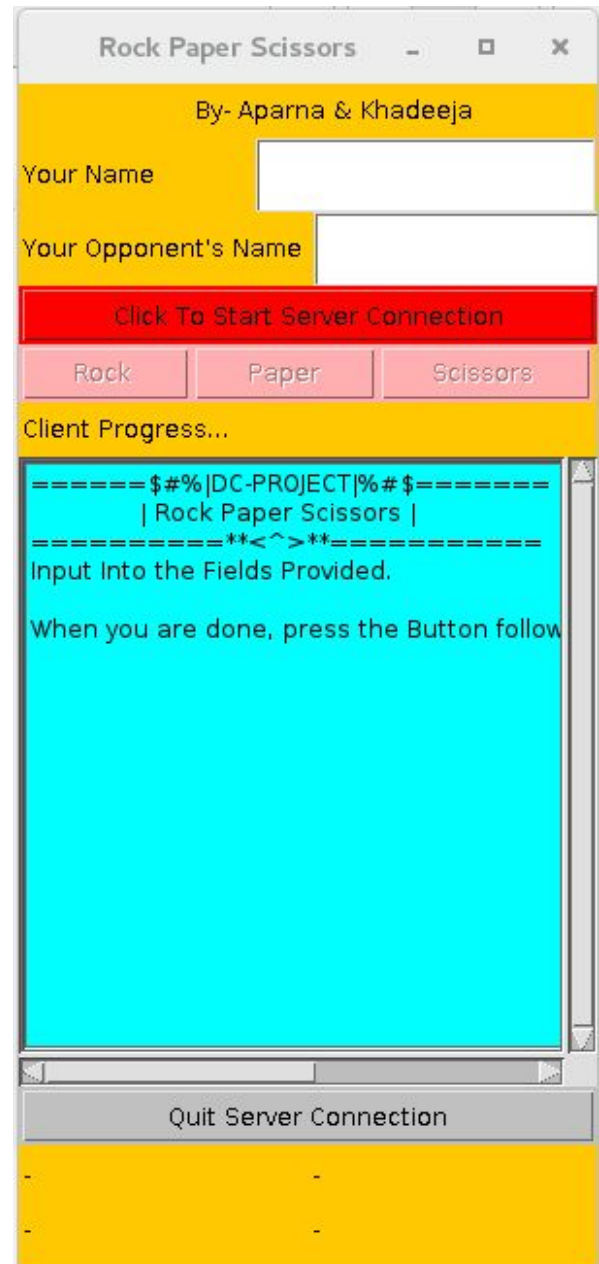 Rock Paper Scissors
By- Aparna & Khadeeja
Your Name
Your Opponent's Name
Click To Start Server Connection
Rock Paper Scissors
Client Progress...
======$#%|DC-PROJECT|%#$=======
| Rock Paper Scissors |
==========**<^>**===========
Input Into the Fields Provided.
When you are done, press the Button follow
Quit Server Connection
- -
- -